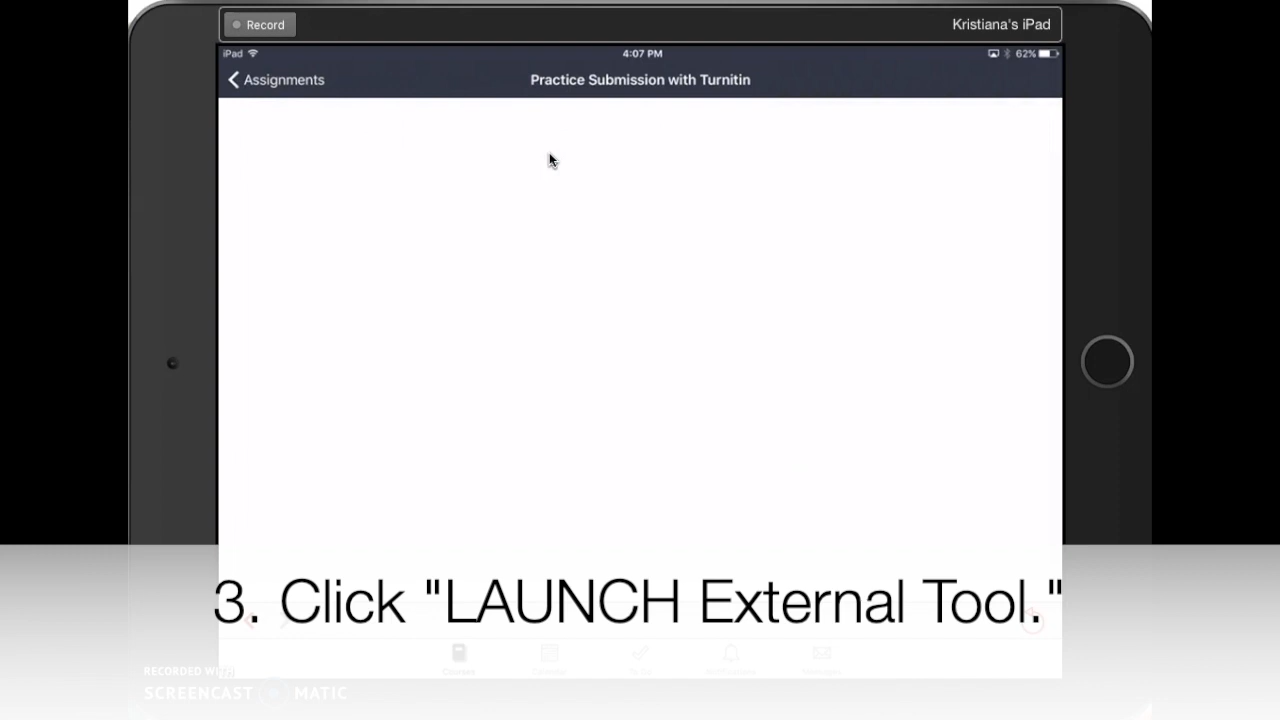 Record
Kristiana's iPad
iPad
4:07 PM
62%
Assignments
Practice Submission with Turnitin
3. Click "LAUNCH External Tool."
RECORDED WITH
SCREENCAST MATIC